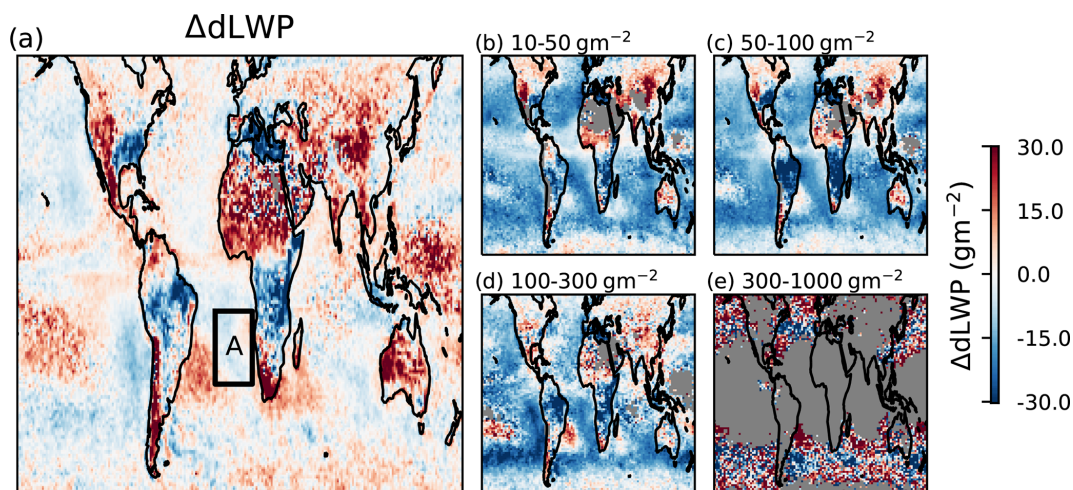 ΔdLWP
(a)
A
(b) 10-50 gm⁻²
(c) 50-100 gm⁻²
(d) 100-300 gm⁻²
(e) 300-1000 gm⁻²
30.0
15.0
0.0
-15.0
-30.0
ΔdLWP (gm⁻²)